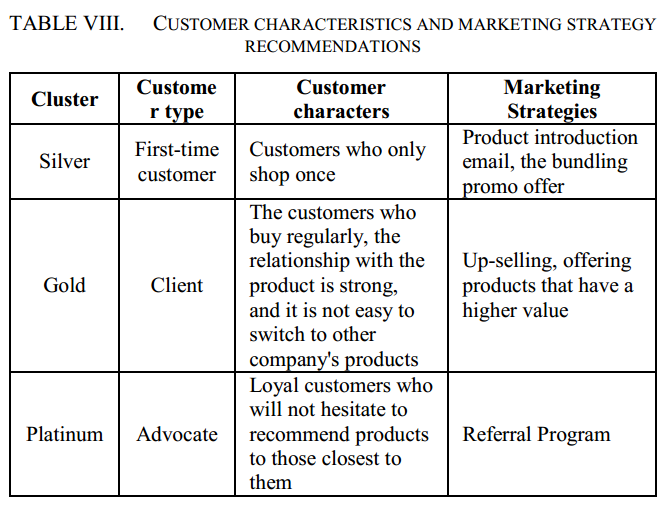 TABLE VIII. CUSTOMER CHARACTERISTICS AND MARKETING STRATEGY
RECOMMENDATIONS
Cluster
Custome
r type
Customer
characters
Marketing
Strategies
Silver
First-time
customer
Customers who only
shop once
Product introduction
email, the bundling
promo offer
Gold
Client
The customers who
buy regularly, the
relationship with the
product is strong,
and it is not easy to
switch to other
company's products
Up-selling, offering
products that have a
higher value
Platinum
Advocate
Loyal customers who
will not hesitate to
recommend products
to those closest to
them
Referral Program